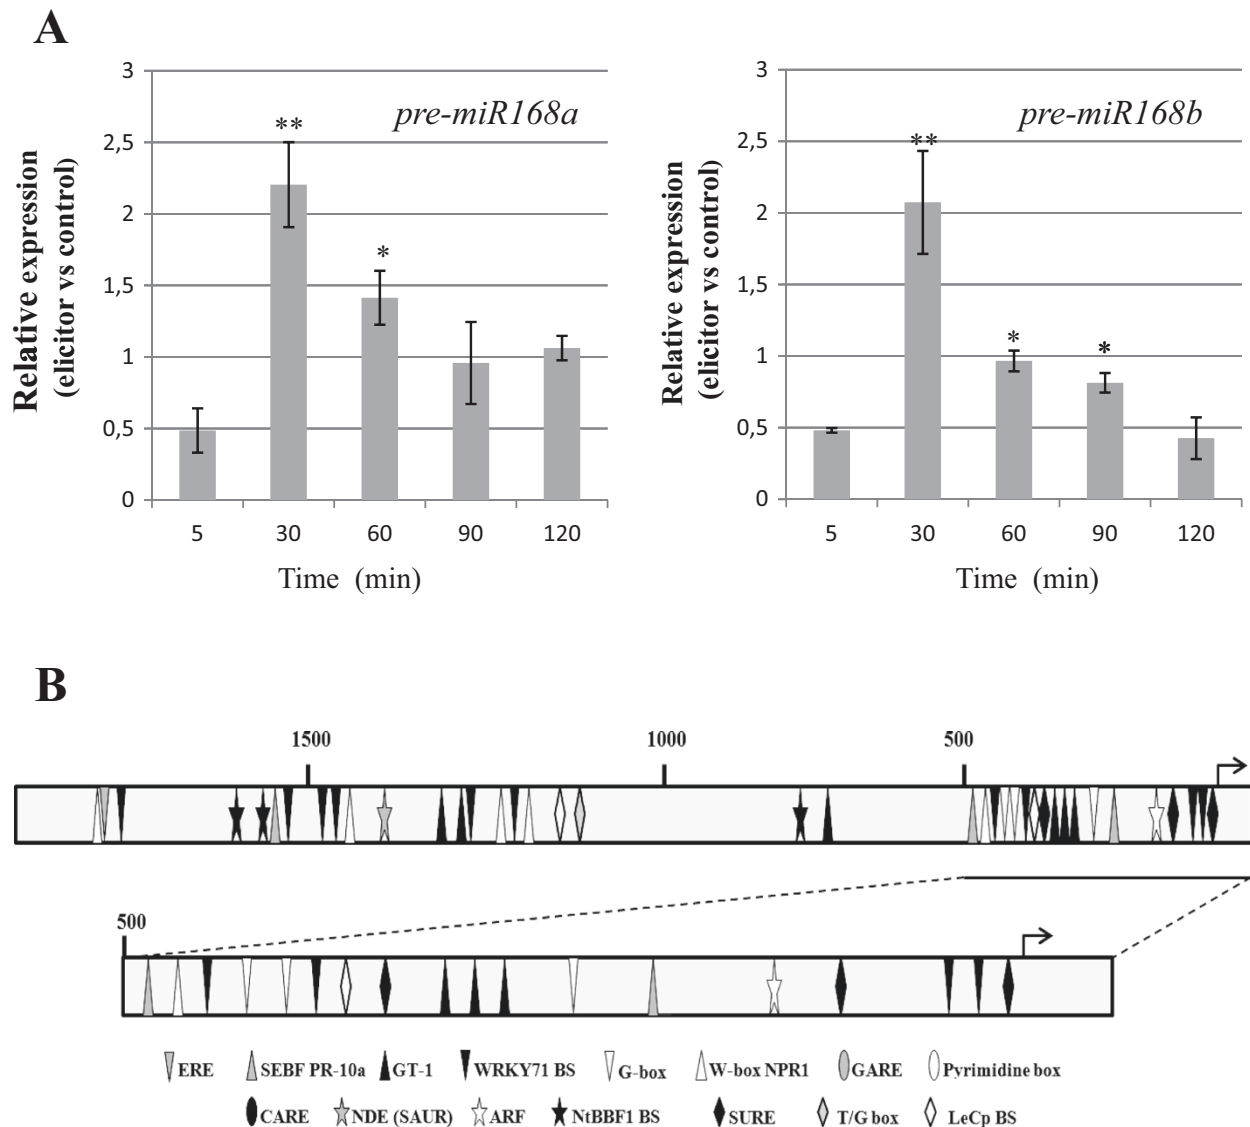 A
pre-miR168a
**
*
3
2,5
2
1,5
1
0,5
0
Relative expression
(elicitor vs control)
5 30 60 90 120
Time (min)
pre-miR168b
**
*
*
3
2,5
2
1,5
1
0,5
0
Relative expression
(elicitor vs control)
5 30 60 90 120
Time (min)
B
1500 1000 500
500
ERE SEBF PR-10a GT-1 WRKY71 BS G-box W-box NPR1 GARE Pyrimidine box
CARE NDE (SAUR) ARF NtBBF1 BS SURE T/G box LeCp BS